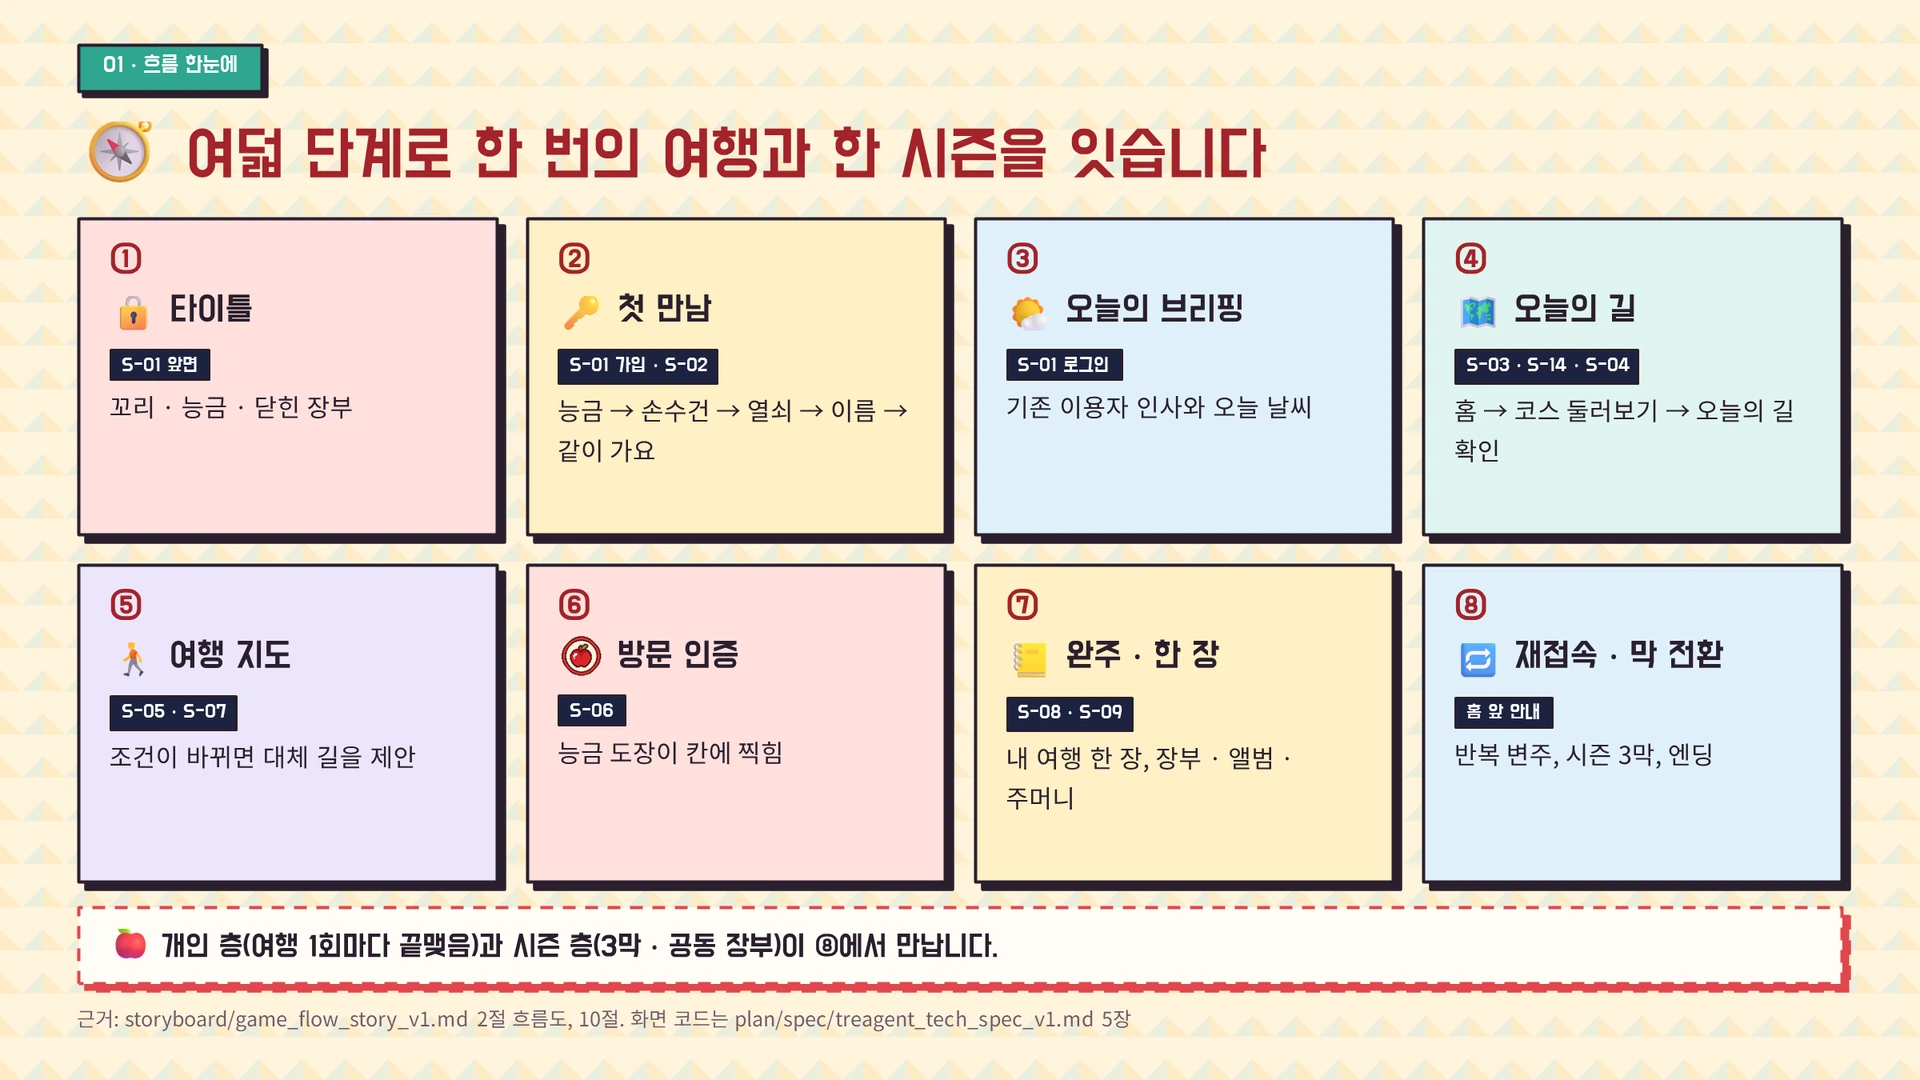 01 · 흐름 한눈에
여덟 단계로 한 번의 여행과 한 시즌을 잇습니다
①
타이틀
S-01 앞면
꼬리 · 능금 · 닫힌 장부
②
첫 만남
S-01 가입 · S-02
능금 → 손수건 → 열쇠 → 이름 →
같이 가요
③
오늘의 브리핑
S-01 로그인
기존 이용자 인사와 오늘 날씨
④
오늘의 길
S-03 · S-14 · S-04
홈 → 코스 둘러보기 → 오늘의 길
확인
⑤
여행 지도
S-05 · S-07
조건이 바뀌면 대체 길을 제안
⑥
방문 인증
S-06
능금 도장이 칸에 찍힘
⑦
완주 · 한 장
S-08 · S-09
내 여행 한 장, 장부 · 앨범 ·
주머니
⑧
재접속 · 막 전환
홈 앞 안내
반복 변주, 시즌 3막, 엔딩
개인 층(여행 1회마다 끝맺음)과 시즌 층(3막 · 공동 장부)이 ⑧에서 만납니다.
근거: storyboard/game_flow_story_v1.md 2절 흐름도, 10절. 화면 코드는 plan/spec/treagent_tech_spec_v1.md 5장